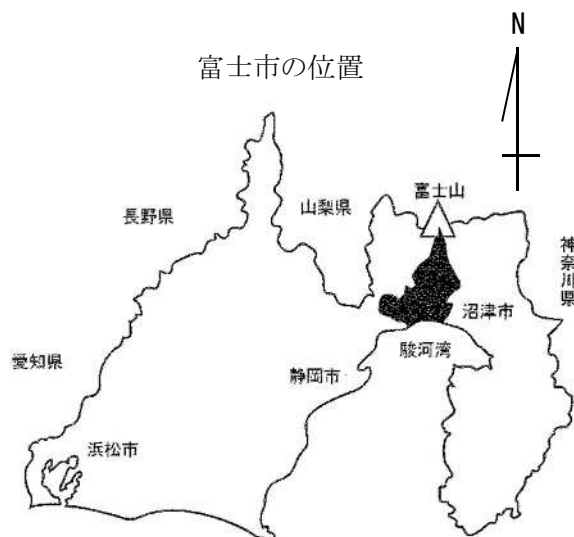 N
富士市の位置
富士山
山梨県
長野県
神奈川県
沼津市
駿河湾
愛知県
静岡市
浜松市